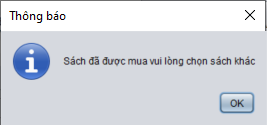 Thông báo
Sách đã được mua vui lòng chọn sách khác
OK